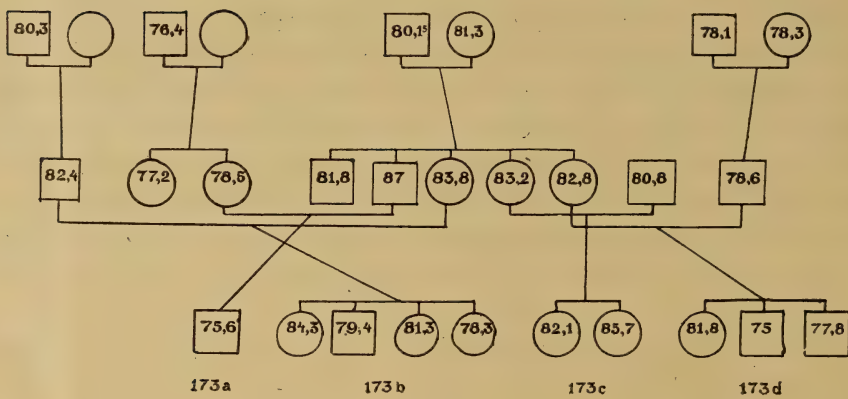 80,3 76,4 80,1⁵ 81,3 78,1 78,3
82,4 77,2 78,5 81,8 87 83,8 83,2 82,8 80,8 78,6
75,6 84,3 79,4 81,3 78,3 82,1 85,7 81,8 75 77,8
173a 173b 173c 173d